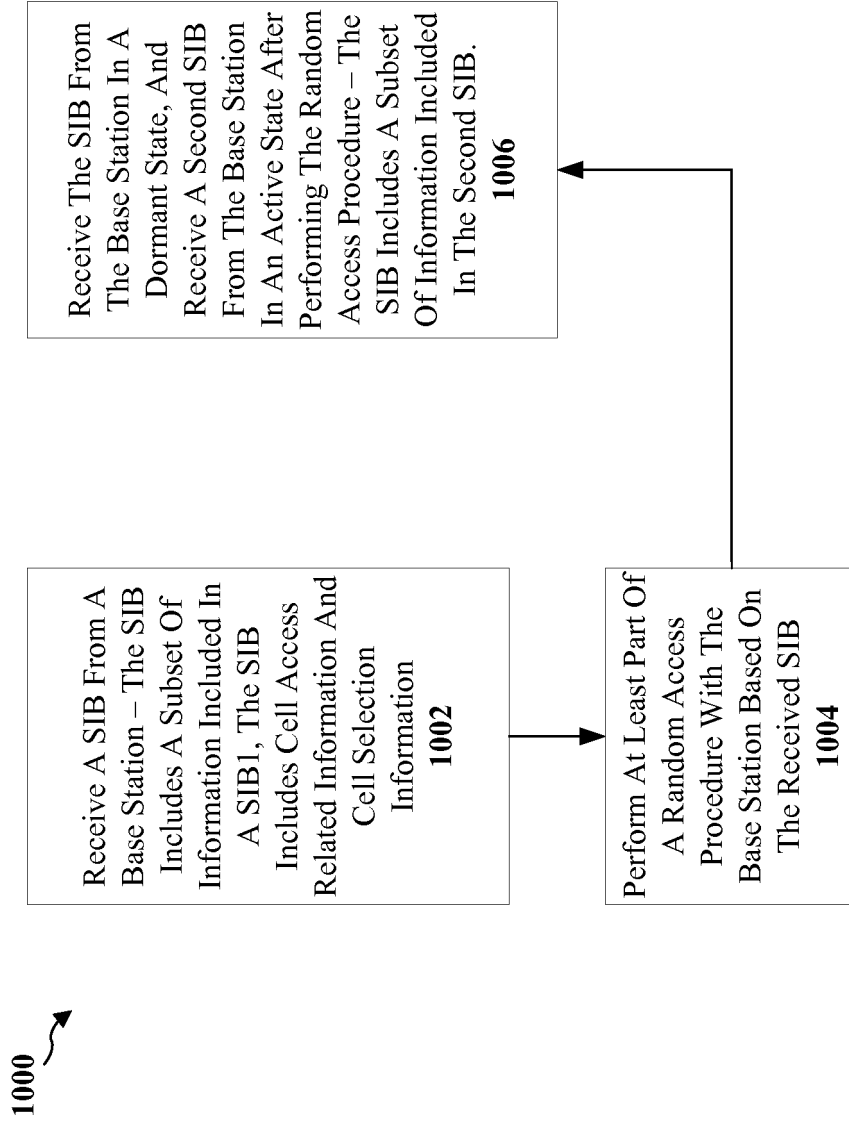 1000
Receive A SIB From A
Base Station – The SIB
Includes A Subset Of
Information Included In
A SIB1, The SIB
Includes Cell Access
Related Information And
Cell Selection
Information
1002
Perform At Least Part Of
A Random Access
Procedure With The
Base Station Based On
The Received SIB
1004
Receive The SIB From
The Base Station In A
Dormant State, And
Receive A Second SIB
From The Base Station
In An Active State After
Performing The Random
Access Procedure – The
SIB Includes A Subset
Of Information Included
In The Second SIB.
1006